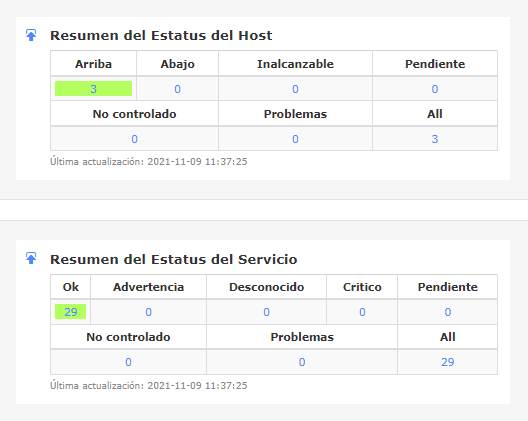 Resumen del Estatus del Host
Arriba Abajo Inalcanzable Pendiente
3 0 0 0
No controlado Problemas All
0 0 3
Última actualización: 2021-11-09 11:37:25
Resumen del Estatus del Servicio
Ok Advertencia Desconocido Critico Pendiente
29 0 0 0 0
No controlado Problemas All
0 0 29
Última actualización: 2021-11-09 11:37:25